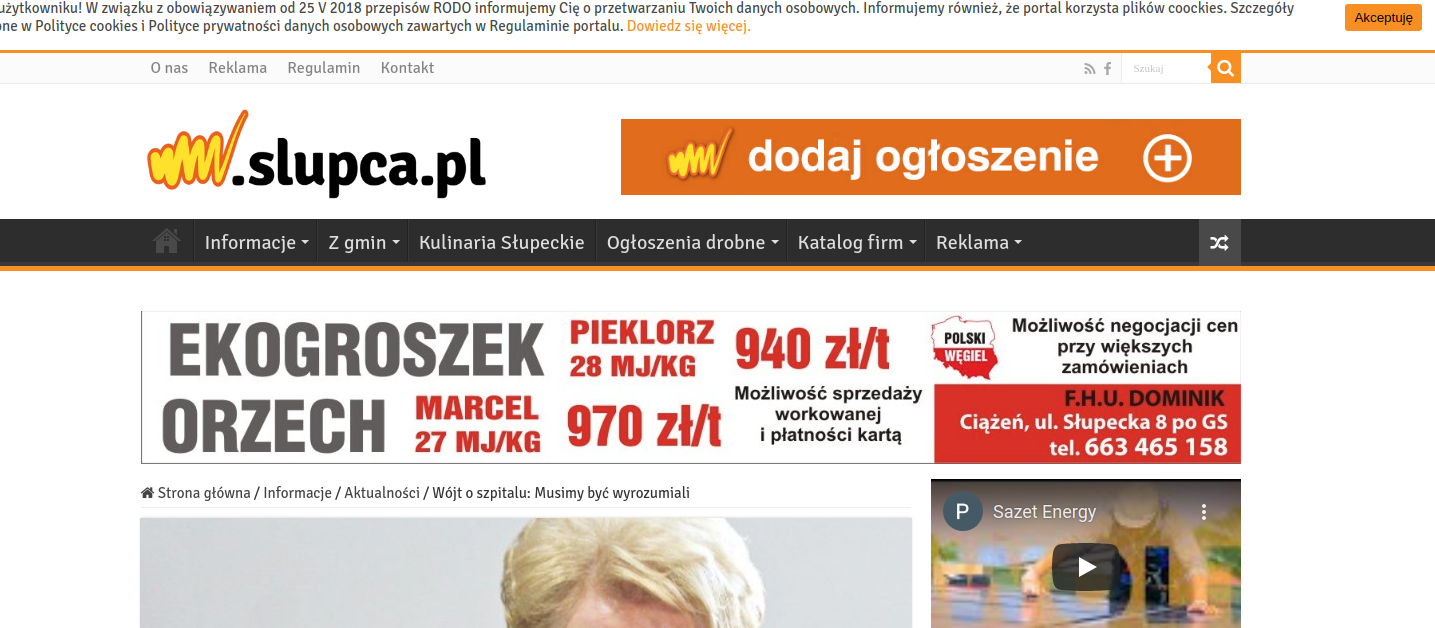 użytkowniku! W związku z obowiązywaniem od 25 V 2018 przepisów RODO informujemy Cię o przetwarzaniu Twoich danych osobowych. Informujemy również, że portal korzysta plików coockies. Szczegóły
one w Polityce cookies i Polityce prywatności danych osobowych zawartych w Regulaminie portalu. Dowiedz się więcej.
Akceptuję
O nas Reklama Regulamin Kontakt
Szukaj
.slupca.pl
dodaj ogłoszenie
Informacje Z gmin Kulinaria Słupeckie Ogłoszenia drobne Katalog firm Reklama
EKOGROSZEK
PIEKLORZ
28 MJ/KG
940 zł/t
ORZECH
MARCEL
27 MJ/KG
970 zł/t
Możliwość sprzedaży
workowanej
i płatności kartą
POLSKI
WĘGIEL
Możliwość negocjacji cen
przy większych
zamówieniach
F.H.U. DOMINIK
Ciążeń, ul. Słupecka 8 po GS
tel. 663 465 158
Strona główna / Informacje / Aktualności / Wójt o szpitalu: Musimy być wyrozumiali
P Sazet Energy